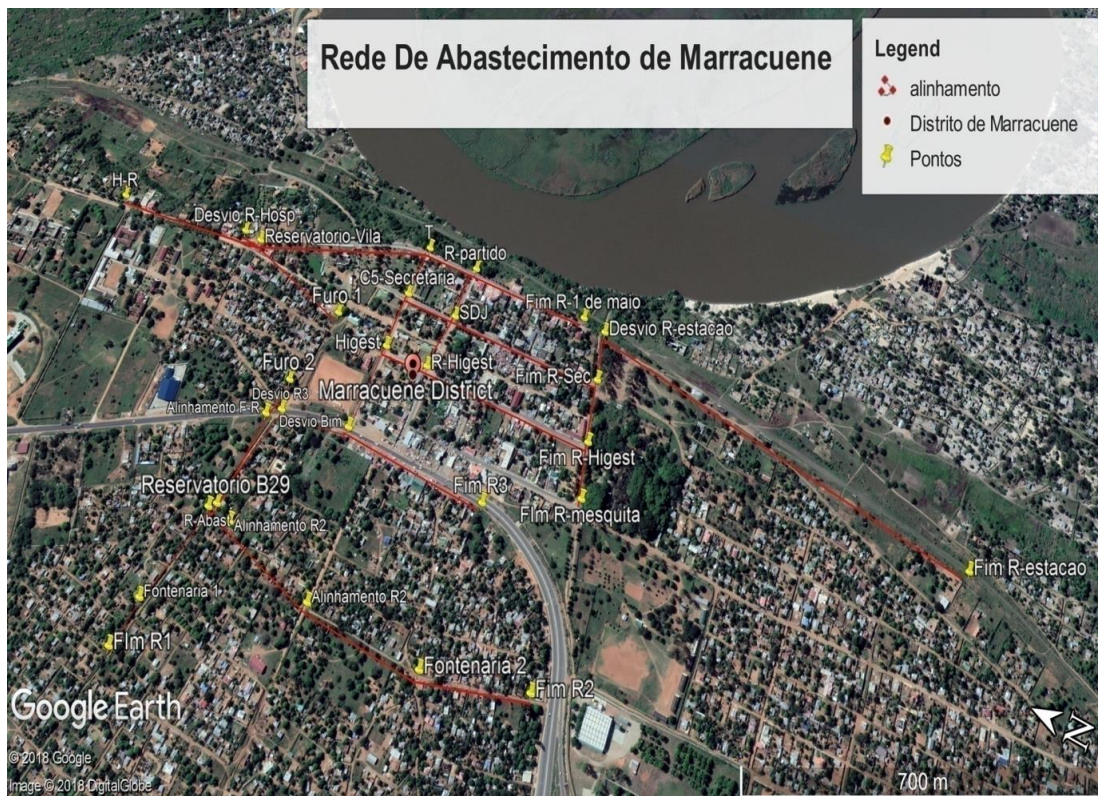 Rede De Abastecimento de Marracuene
Legend
alinhamento
Distrito de Marracuene
Pontos
H-R
Desvio R-Hosp
Reservatorio-Vila
T
R-partido
C5-Secretaria
Furo 1
SDJ
Fim R-1 de maio
Desvio R-estacao
Higest
R-Higest
Fim R-Sec
Furo 2
Marracuene District
Desvio R3
Alinhamento F-R
Desvio Bim
Fim R-Higest
Reservatorio B29
Fim R3
FIm R-mesquita
R-Abast
Alinhamento R2
Fim R-estacao
Fontenaria 1
Alinhamento R2
FIm R1
Fontenaria 2
Fim R2
Google Earth
© 2018 Google
Image © 2018 DigitalGlobe
N
700 m